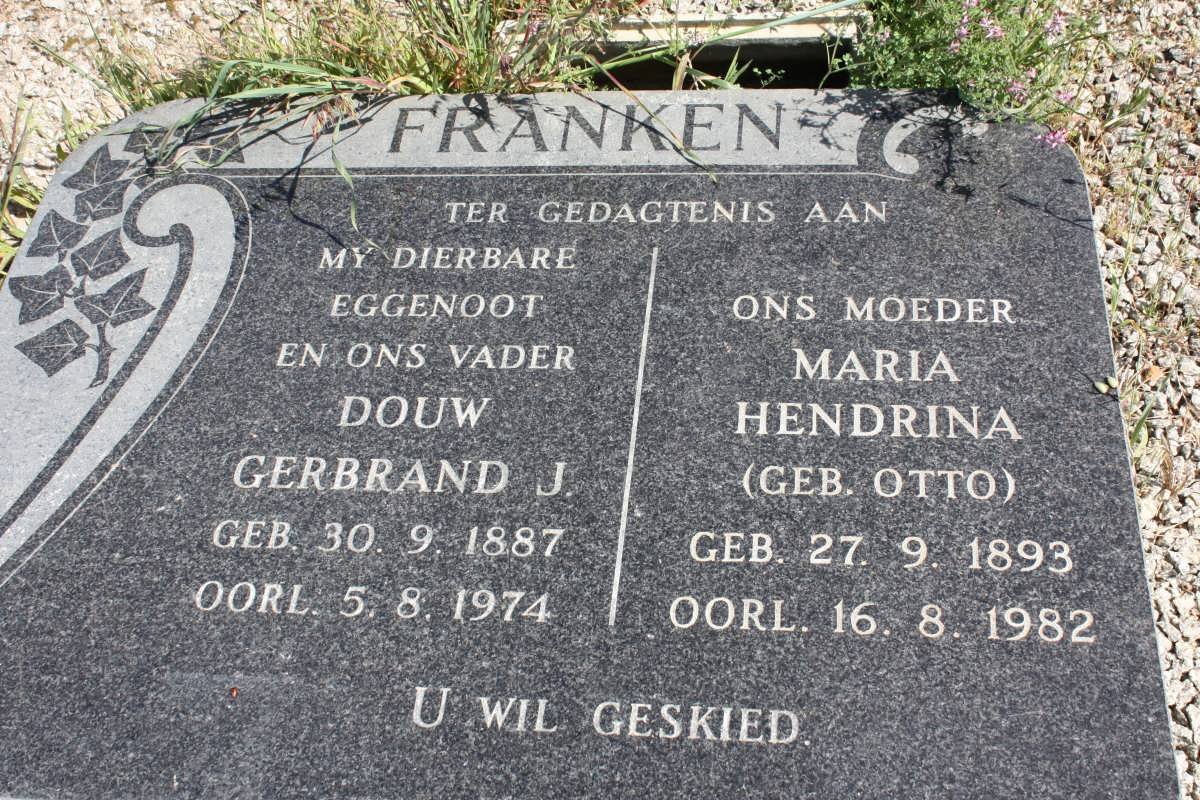 FRANKEN
TER GEDAGTENIS AAN
MY DIERBARE
EGGENOOT
EN ONS VADER
DOUW
GERBRAND J.
GEB. 30. 9. 1887
OORL. 5. 8. 1974
ONS MOEDER
MARIA
HENDRINA
(GEB. OTTO)
GEB. 27. 9. 1893
OORL. 16. 8. 1982
U WIL GESKIED.